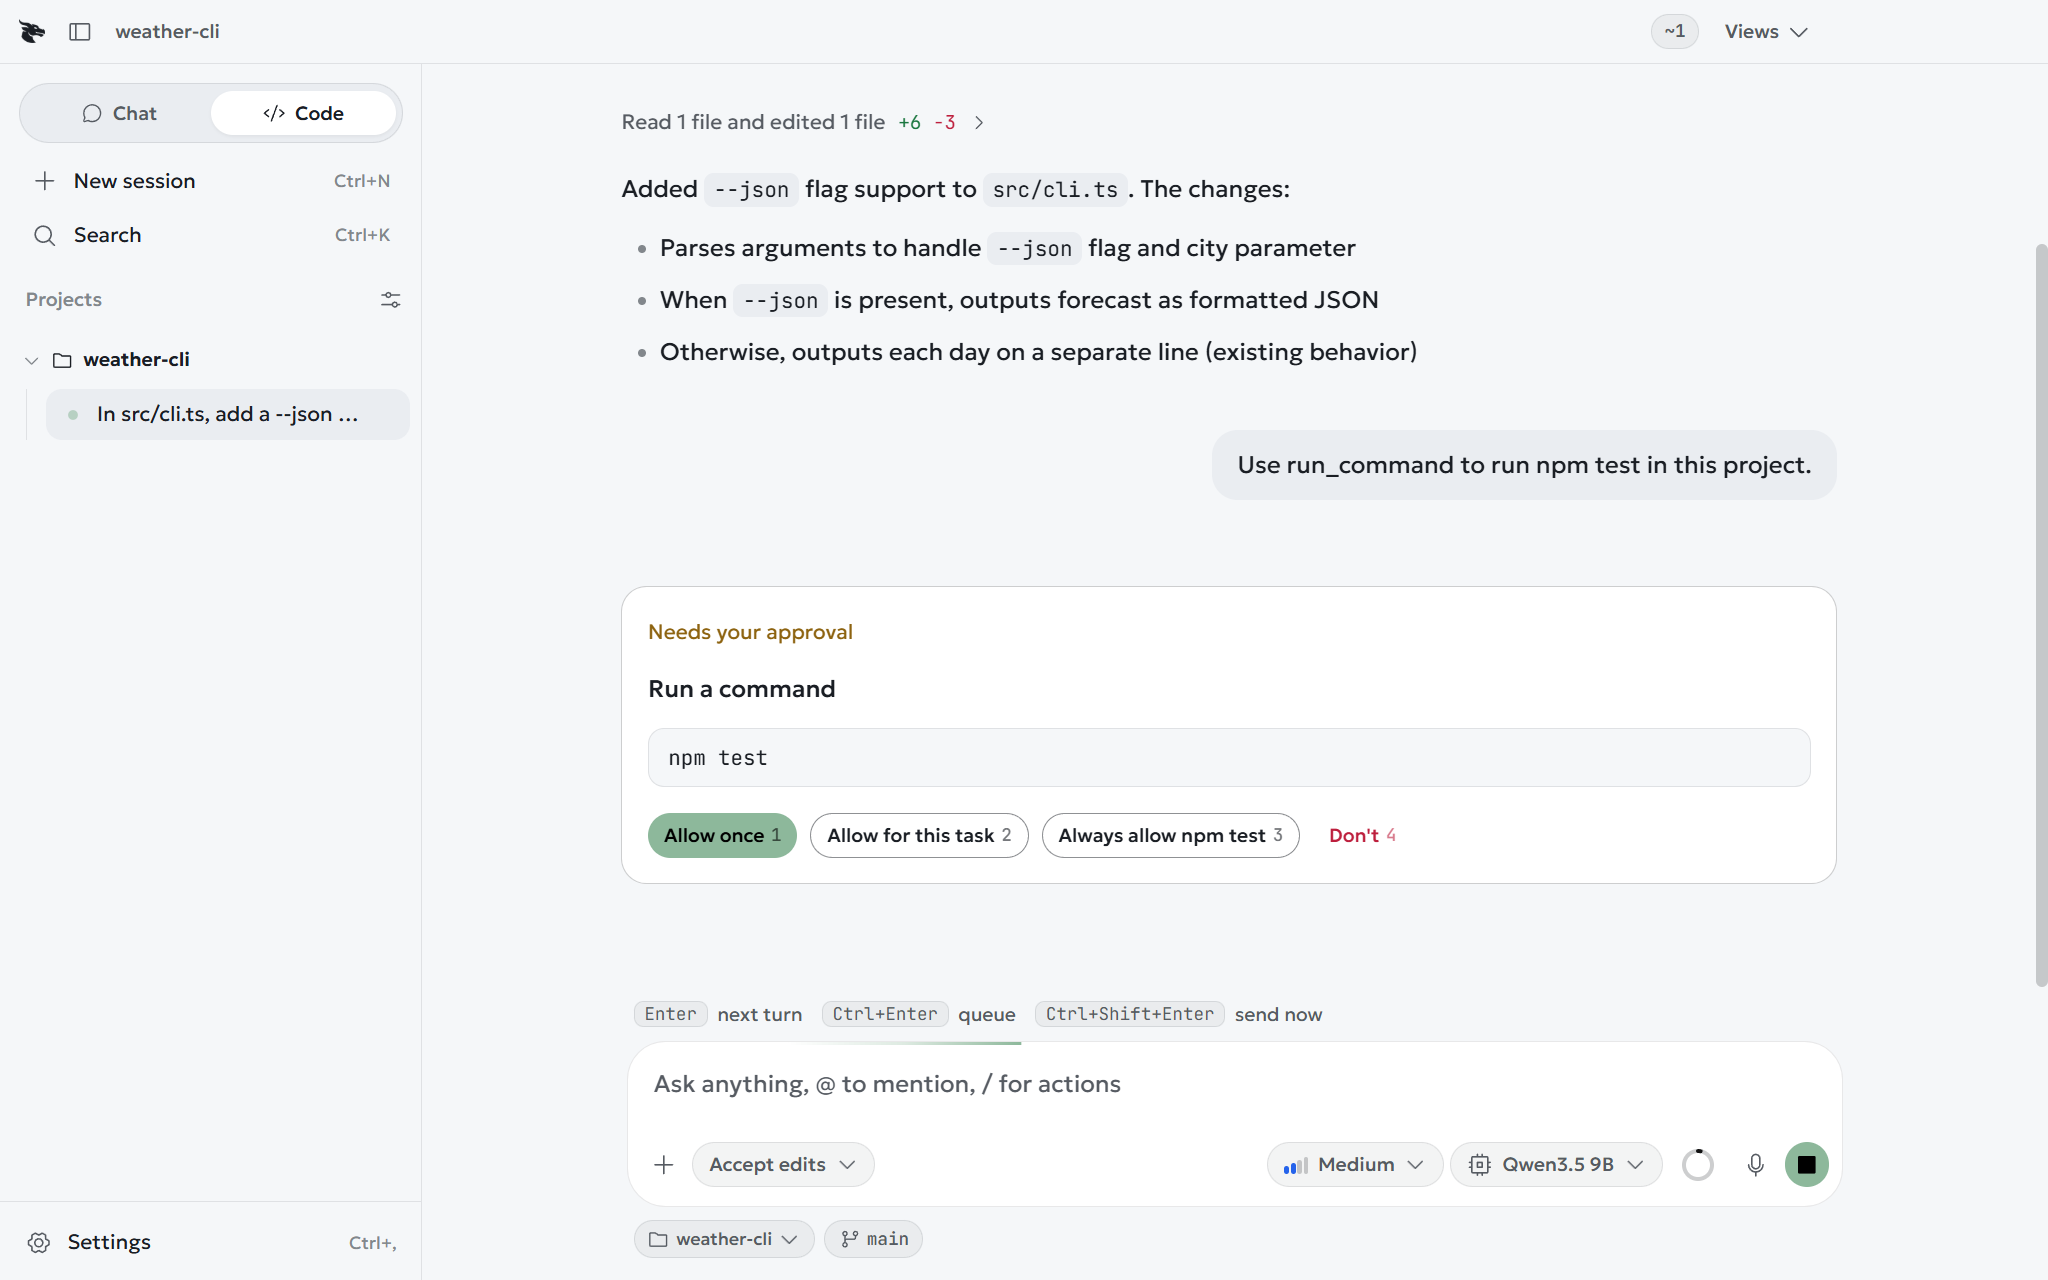 weather-cli
~1
Views
Chat
Code
New session Ctrl+N
Search Ctrl+K
Projects
weather-cli
In src/cli.ts, add a --json ...
Settings Ctrl+,
Read 1 file and edited 1 file +6 -3
Added --json flag support to src/cli.ts. The changes:
Parses arguments to handle --json flag and city parameter
When --json is present, outputs forecast as formatted JSON
Otherwise, outputs each day on a separate line (existing behavior)
Use run_command to run npm test in this project.
Needs your approval
Run a command
npm test
Allow once 1 Allow for this task 2 Always allow npm test 3 Don't 4
Enter next turn Ctrl+Enter queue Ctrl+Shift+Enter send now
Ask anything, @ to mention, / for actions
Accept edits Medium Qwen3.5 9B
weather-cli main